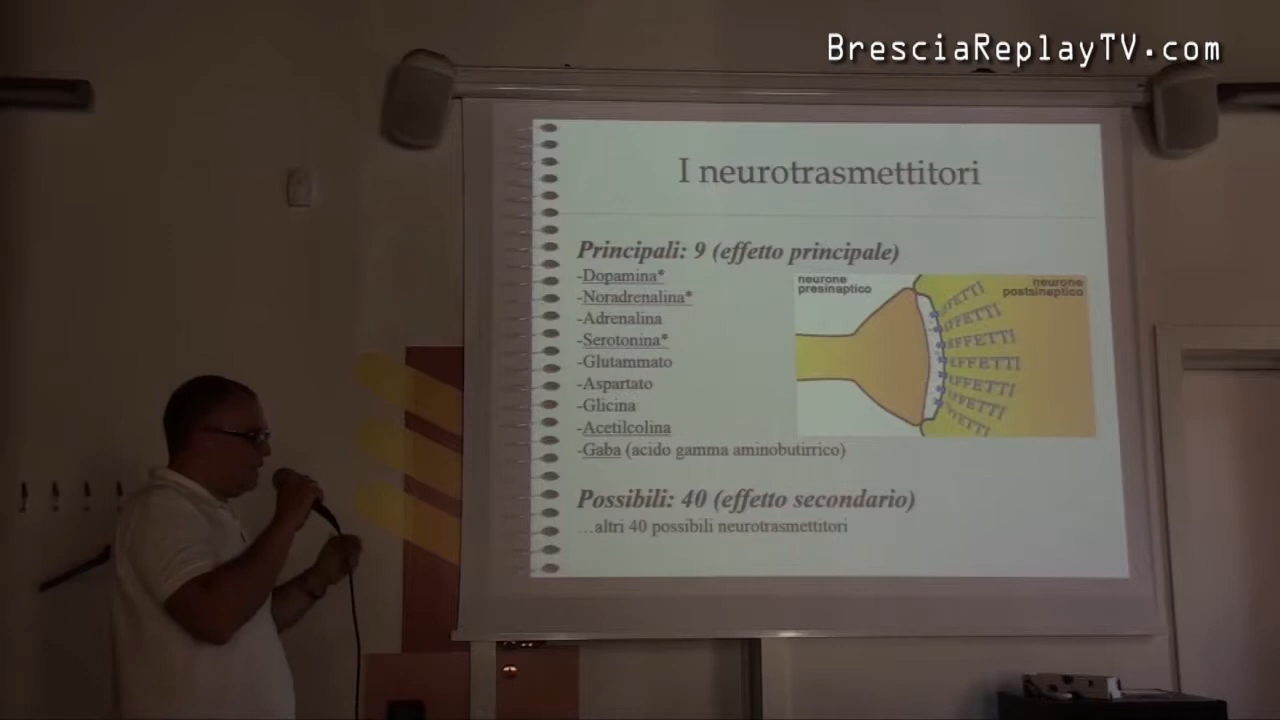 BresciaReplayTV.com
I neurotrasmettitori
Principali: 9 (effetto principale)
-Dopamina*
-Noradrenalina*
-Adrenalina
-Serotonina*
-Glutammato
-Aspartato
-Glicina
-Acetilcolina
-Gaba (acido gamma aminobutirrico)
neurone
presinaptico
neurone
postsinaptico
EFFETTI
EFFETTI
EFFETTI
EFFETTI
EFFETTI
EFFETTI
EFFETTI
Possibili: 40 (effetto secondario)
…altri 40 possibili neurotrasmettitori